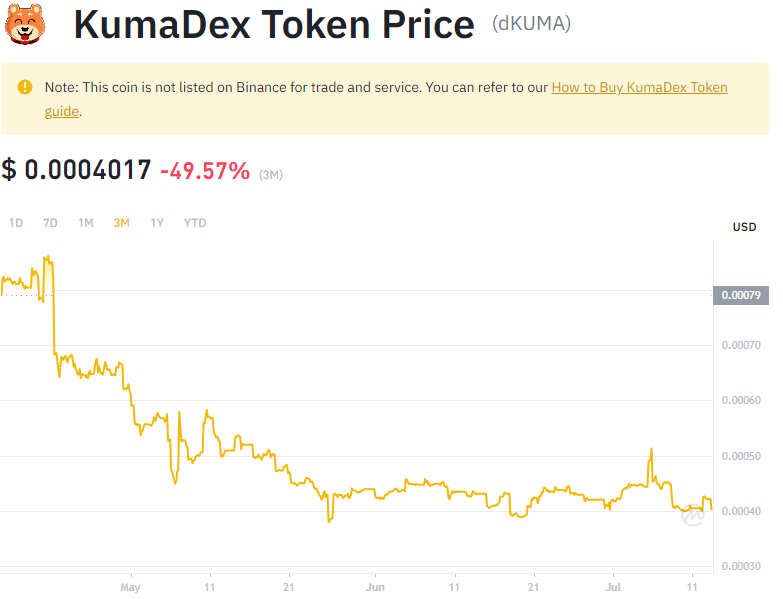 KumaDex Token Price (dKUMA)
Note: This coin is not listed on Binance for trade and service. You can refer to our How to Buy KumaDex Token
guide.
$ 0.0004017 -49.57% (3M)
1D 7D 1M 3M 1Y YTD
USD
0.00079
0.00070
0.00060
0.00050
0.00040
0.00030
May 11 21 Jun 11 21 Jul 11